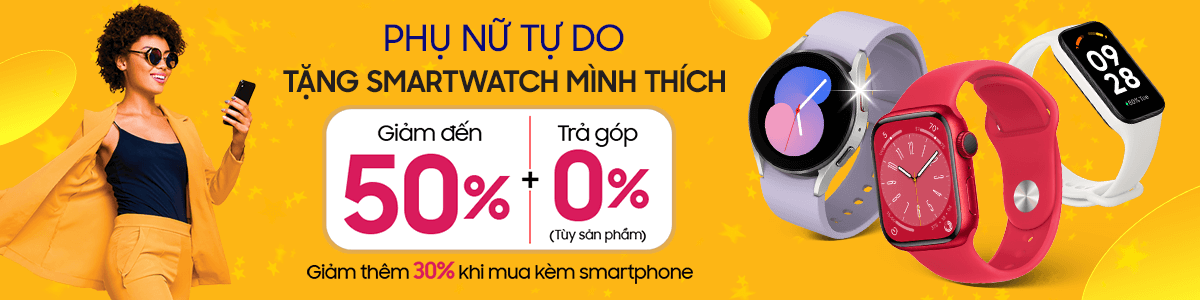 PHỤ NỮ TỰ DO
TẶNG SMARTWATCH MÌNH THÍCH
Giảm đến
50%
+
Trả góp
0%
(Tùy sản phẩm)
Giảm thêm 30% khi mua kèm smartphone
09
28
70°